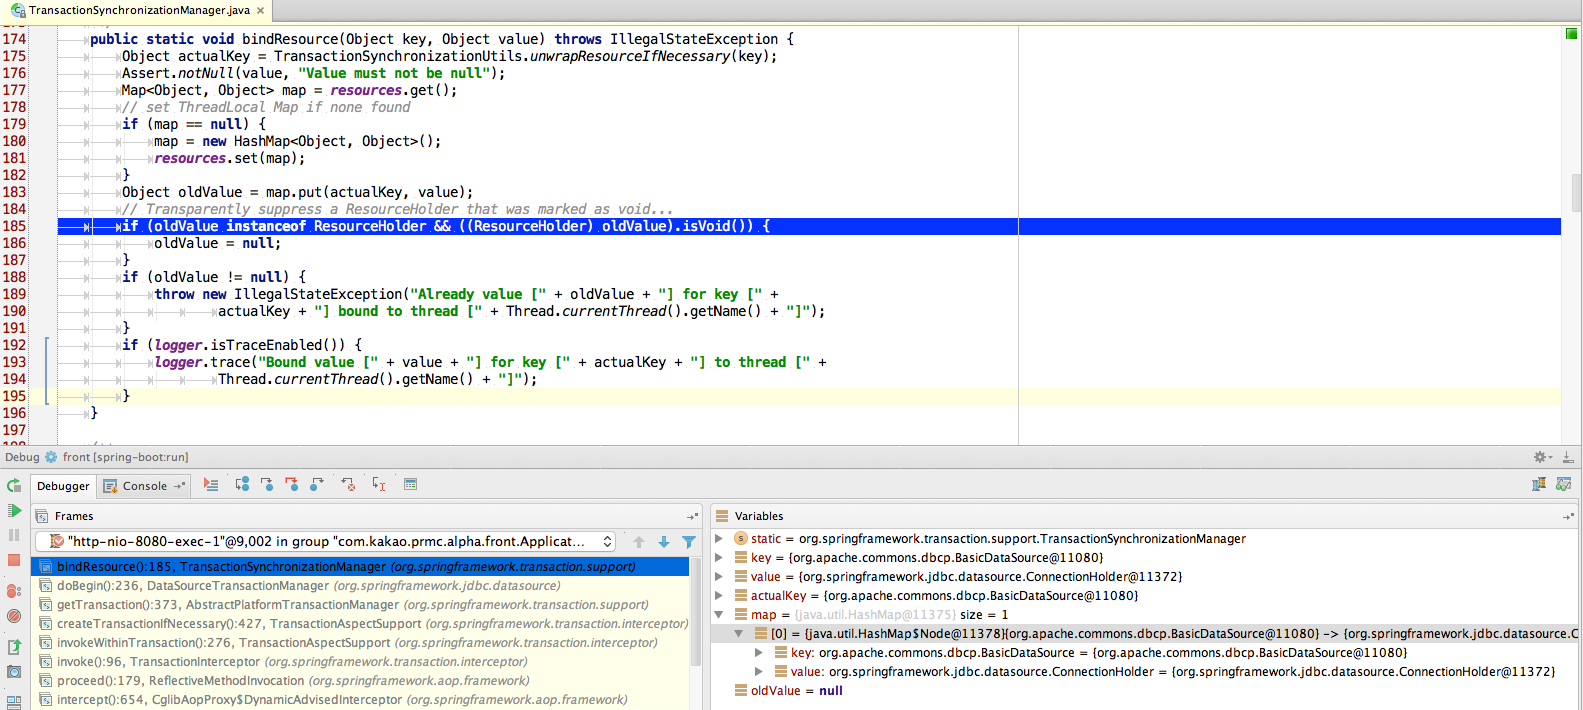 TransactionSynchronizationManager.java ×
174 public static void bindResource(Object key, Object value) throws IllegalStateException {
175 Object actualKey = TransactionSynchronizationUtils.unwrapResourceIfNecessary(key);
176 Assert.notNull(value, "Value must not be null");
177 Map<Object, Object> map = resources.get();
178 // set ThreadLocal Map if none found
179 if (map == null) {
180 map = new HashMap<Object, Object>();
181 resources.set(map);
182 }
183 Object oldValue = map.put(actualKey, value);
184 // Transparently suppress a ResourceHolder that was marked as void...
185 if (oldValue instanceof ResourceHolder && ((ResourceHolder) oldValue).isVoid()) {
186 oldValue = null;
187 }
188 if (oldValue != null) {
189 throw new IllegalStateException("Already value [" + oldValue + "] for key [" +
190 actualKey + "] bound to thread [" + Thread.currentThread().getName() + "]");
191 }
192 if (logger.isTraceEnabled()) {
193 logger.trace("Bound value [" + value + "] for key [" + actualKey + "] to thread [" +
194 Thread.currentThread().getName() + "]");
195 }
196 }
197
Debug front [spring-boot:run]
Debugger Console
Frames
"http-nio-8080-exec-1"@9,002 in group "com.kakao.prmc.alpha.front.Applicat...
bindResource():185, TransactionSynchronizationManager (org.springframework.transaction.support)
doBegin():236, DataSourceTransactionManager (org.springframework.jdbc.datasource)
getTransaction():373, AbstractPlatformTransactionManager (org.springframework.transaction.support)
createTransactionIfNecessary():427, TransactionAspectSupport (org.springframework.transaction.interceptor)
invokeWithinTransaction():276, TransactionAspectSupport (org.springframework.transaction.interceptor)
invoke():96, TransactionInterceptor (org.springframework.transaction.interceptor)
proceed():179, ReflectiveMethodInvocation (org.springframework.aop.framework)
intercept():654, CglibAopProxy$DynamicAdvisedInterceptor (org.springframework.aop.framework)
Variables
static = org.springframework.transaction.support.TransactionSynchronizationManager
key = {org.apache.commons.dbcp.BasicDataSource@11080}
value = {org.springframework.jdbc.datasource.ConnectionHolder@11372}
actualKey = {org.apache.commons.dbcp.BasicDataSource@11080}
map = {java.util.HashMap@11375} size = 1
[0] = {java.util.HashMap$Node@11378}{org.apache.commons.dbcp.BasicDataSource@11080} -> {org.springframework.jdbc.datasource.C
key: org.apache.commons.dbcp.BasicDataSource = {org.apache.commons.dbcp.BasicDataSource@11080}
value: org.springframework.jdbc.datasource.ConnectionHolder = {org.springframework.jdbc.datasource.ConnectionHolder@11372}
oldValue = null